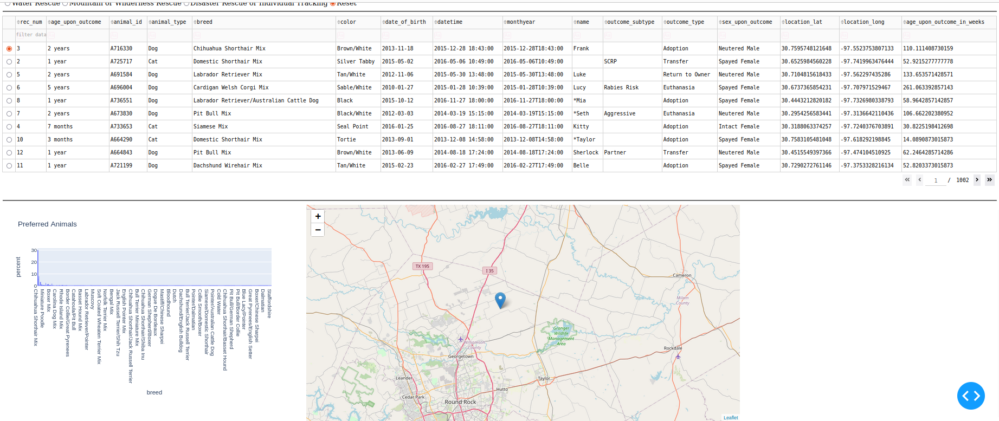 Water Rescue Mountain or Wilderness Rescue Disaster Rescue or Individual Tracking Reset
rec_num age_upon_outcome animal_id animal_type breed color date_of_birth datetime monthyear name outcome_subtype outcome_type sex_upon_outcome location_lat location_long age_upon_outcome_in_weeks
filter data
3 2 years A716330 Dog Chihuahua Shorthair Mix Brown/White 2013-11-18 2015-12-28 18:43:00 2015-12-28T18:43:00 Frank Adoption Neutered Male 30.7595748121648 -97.5523753807133 110.111408730159
2 1 year A725717 Cat Domestic Shorthair Mix Silver Tabby 2015-05-02 2016-05-06 10:49:00 2016-05-06T10:49:00 SCRP Transfer Spayed Female 30.6525984560228 -97.7419963476444 52.9215277777778
5 2 years A691584 Dog Labrador Retriever Mix Tan/White 2012-11-06 2015-05-30 13:48:00 2015-05-30T13:48:00 Luke Return to Owner Neutered Male 30.7104815618433 -97.562297435286 133.653571428571
6 5 years A696004 Dog Cardigan Welsh Corgi Mix Sable/White 2010-01-27 2015-01-28 10:39:00 2015-01-28T10:39:00 Lucy Rabies Risk Euthanasia Spayed Female 30.6737365854231 -97.707971529467 261.063392857143
8 1 year A736551 Dog Labrador Retriever/Australian Cattle Dog Black 2015-10-12 2016-11-27 18:00:00 2016-11-27T18:00:00 *Mia Adoption Spayed Female 30.4443212820182 -97.7326980338793 58.9642857142857
7 2 years A673830 Dog Pit Bull Mix Black/White 2012-03-03 2014-03-19 15:15:00 2014-03-19T15:15:00 *Seth Aggressive Euthanasia Neutered Male 30.2954256583441 -97.3136642110436 106.662202380952
4 7 months A733653 Cat Siamese Mix Seal Point 2016-01-25 2016-08-27 18:11:00 2016-08-27T18:11:00 Kitty Adoption Intact Female 30.3188063374257 -97.7240376703891 30.8225198412698
10 3 months A664290 Cat Domestic Shorthair Mix Tortie 2013-09-01 2013-12-08 14:58:00 2013-12-08T14:58:00 *Taylor Adoption Spayed Female 30.7583105481048 -97.618292198845 14.0890873015873
12 1 year A664843 Dog Pit Bull Mix Brown/White 2013-06-09 2014-08-18 17:24:00 2014-08-18T17:24:00 Sherlock Partner Transfer Neutered Male 30.4515549397366 -97.474104510925 62.2464285714286
11 1 year A721199 Dog Dachshund Wirehair Mix Tan/White 2015-02-23 2016-02-27 17:49:00 2016-02-27T17:49:00 Belle Adoption Spayed Female 30.7290272761146 -97.3753328216134 52.8203373015873
1 / 1002
Preferred Animals
30
20
10
0
percent
Chihuahua Shorthair Mix
Miniature Poodle
Boxer Mix
Carolina Dog Mix
Rhode Island Mix
Border Collie/Great Pyrenees
Catahoula/Pit Bull
Basset Hound Mix
Labrador Retriever/Pointer
Muscovy
Soft Coated Wheaten Terrier Mix
Norfolk Terrier Mix
Bengal Mix
Jack Russell Terrier/Shih Tzu
English Pointer Mix
Chihuahua Shorthair/Jack Russell Terrier
Bull Terrier Miniature Mix
Chihuahua Shorthair/Shiba Inu
German Shepherd/Boxer
Dogue De Bordeaux
Mastiff/Chinese Sharpei
Bloodhound
Dutch
Dachshund/English Bulldog
Bull Terrier/Jack Russell Terrier
Pointer/Dalmatian
Collie Smooth/Boxer
Siamese/Domestic Shorthair
Pointer/Australian Cattle Dog
Cold Water
Chihuahua Shorthair/Basset Hound
Pit Bull/German Shepherd
Pit Bull/Border Collie
Blue Lacy/Pointer
Great Pyrenees/English Setter
Boxer/Chinese Sharpei
Dalmatian
Staffordshire
breed
+
−
TX 195
I 35
Cameron
Milam
County
Granger
Wildlife
Management
Area
Williamson
County
Georgetown
Rockdale
Leander
Taylor
Hutto
Cedar Park
Round Rock
Leaflet